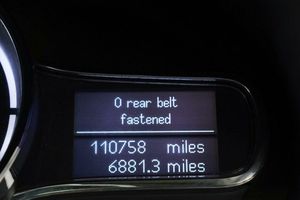 0 rear belt
fastened
110758 miles
6881.3 miles